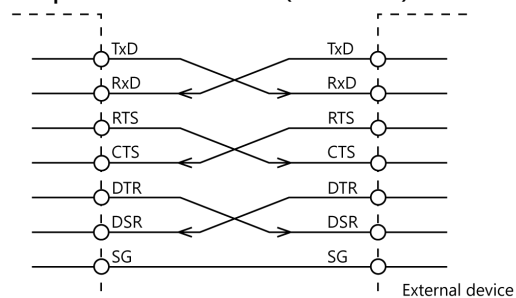 TxD TxD
RxD RxD
RTS RTS
CTS CTS
DTR DTR
DSR DSR
SG SG
External device